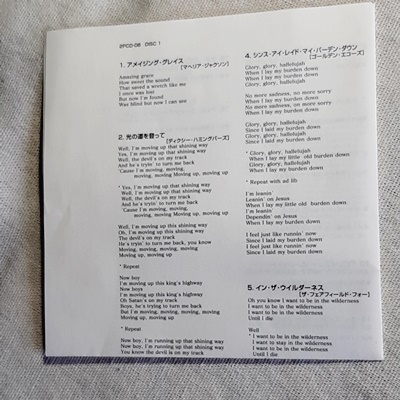 2PCD-08 DISC 1
1. アメイジング・グレイス
[マヘリア・ジャクソン]
Amazing grace
How sweet the sound
That saved a wretch like me
I once was lost
But now I'm found
Was blind but now I can see
2. 光の道を登って
[ディクシー・ハミングバーズ]
Well, I'm moving up that shining way
Yes, I'm moving up that shining way
Well, the devil's on my track
And he's tryin' to turn me back
'Cause I'm moving, moving,
moving, moving Moving up, moving up
* Yes, I'm moving up that shining way
Well, I'm moving up that shining way
Well, the devil's on my track
And he's tryin' to turn me back
'Cause I'm moving, moving,
moving, moving Moving up, moving up
Well, I'm moving up this shining way
Oh, I'm moving up this shining way
The devil's on my track
He's tryin' to turn me back, you know
Moving, moving, moving, moving
Moving up, moving up
* Repeat
Now boy
I'm moving up this king's highway
Now boys
I'm moving up this king's highway
Oh Satan's on my track
Boys, he's trying to turn me back
But I'm moving, moving, moving, moving
Moving up, moving up
* Repeat
Now boy, I'm running up that shining way
Now boy, I'm running up that shining way
You know the devil is on my track
4. シンス・アイ・レイド・マイ・バーデン・ダウン
[ゴールデン・エコーズ]
Glory, glory, hallelujah
When I lay my burden down
Glory, glory, hallelujah
When I lay my burden down
No more sadness, no more sorry
When I lay my burden down
No more sadness, on more sorrow
When I lay my burden down
Glory, glory, hallelujah
Since I laid my burden down
Glory, glory, hallelujah
Since I laid my burden down
* Glory, glory, hallelujah
When I lay my little old burden down
Glory, glory, hallelujah
When I lay my burden down
* Repeat with ad lib
I'm leanin'
Leanin' on Jesus
When I lay my little old burden down
I'm leanin'
Dependin' on Jesus
When I lay my burden down
I feel just like runnin' now
Since I laid my burden down
I feel just like runnin' now
Since I laid my burden down
5. イン・ザ・ウイルダーネス
[ザ・フェアフィールド・フォー]
Oh you know I want to be in the wilderness
I want to be in the wilderness
Until I die
Well
* I want to be in the wilderness
I want to stay in the wilderness
I want to be in the wilderness
Until I die